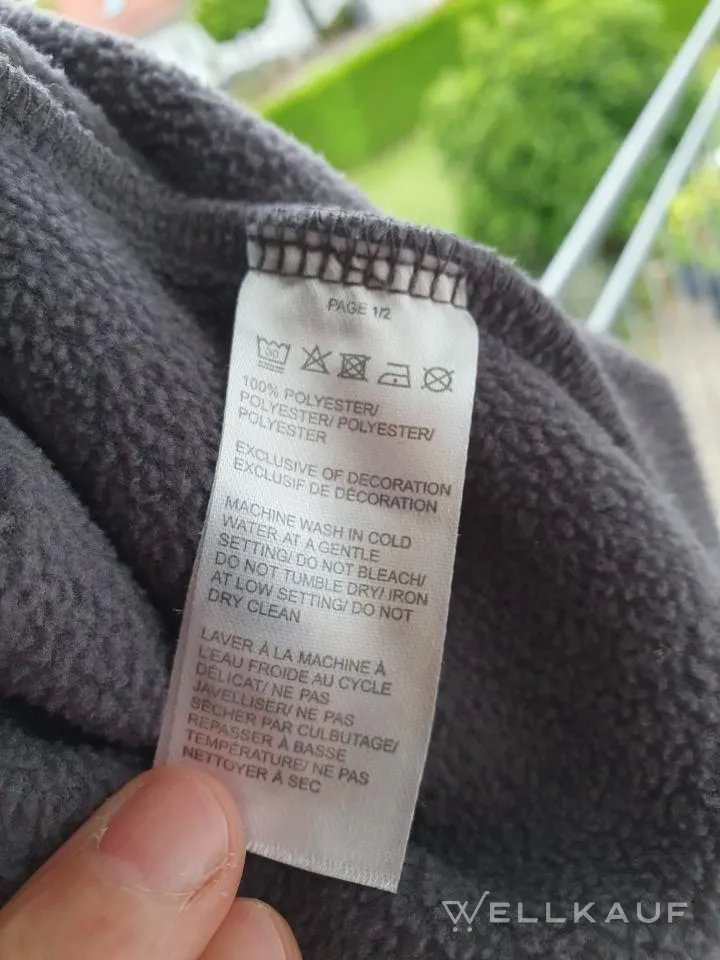 PAGE 1/2
30
100% POLYESTER/
POLYESTER/ POLYESTER/
POLYESTER
EXCLUSIVE OF DECORATION
EXCLUSIF DE DÉCORATION
MACHINE WASH IN COLD
WATER AT A GENTLE
SETTING/ DO NOT BLEACH/
DO NOT TUMBLE DRY/ IRON
AT LOW SETTING/ DO NOT
DRY CLEAN
LAVER À LA MACHINE À
L'EAU FROIDE AU CYCLE
DÉLICAT/ NE PAS
JAVELLISER/ NE PAS
SÉCHER PAR CULBUTAGE/
REPASSER À BASSE
TEMPÉRATURE/ NE PAS
NETTOYER À SEC
WELLKAUF